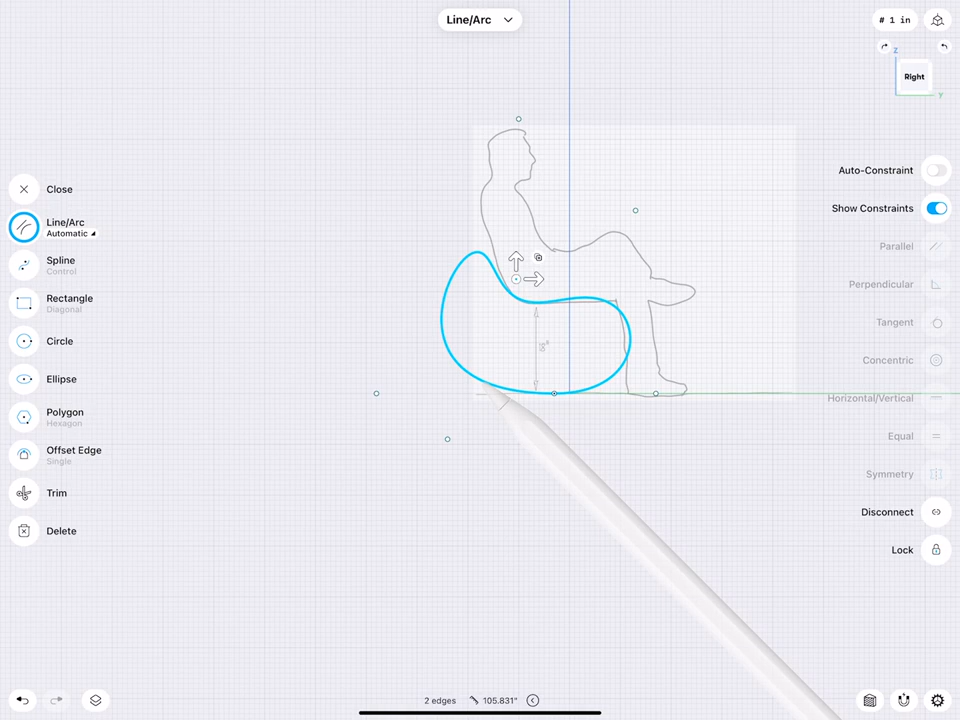 Line/Arc
# 1 in
Z
Right
Y
Auto-Constraint
Show Constraints
Parallel
Perpendicular
Tangent
Concentric
Horizontal/Vertical
Equal
Symmetry
Disconnect
Lock
Close
Line/Arc
Automatic
Spline
Control
Rectangle
Diagonal
Circle
Ellipse
Polygon
Hexagon
Offset Edge
Single
Trim
Delete
2 edges
105.831"